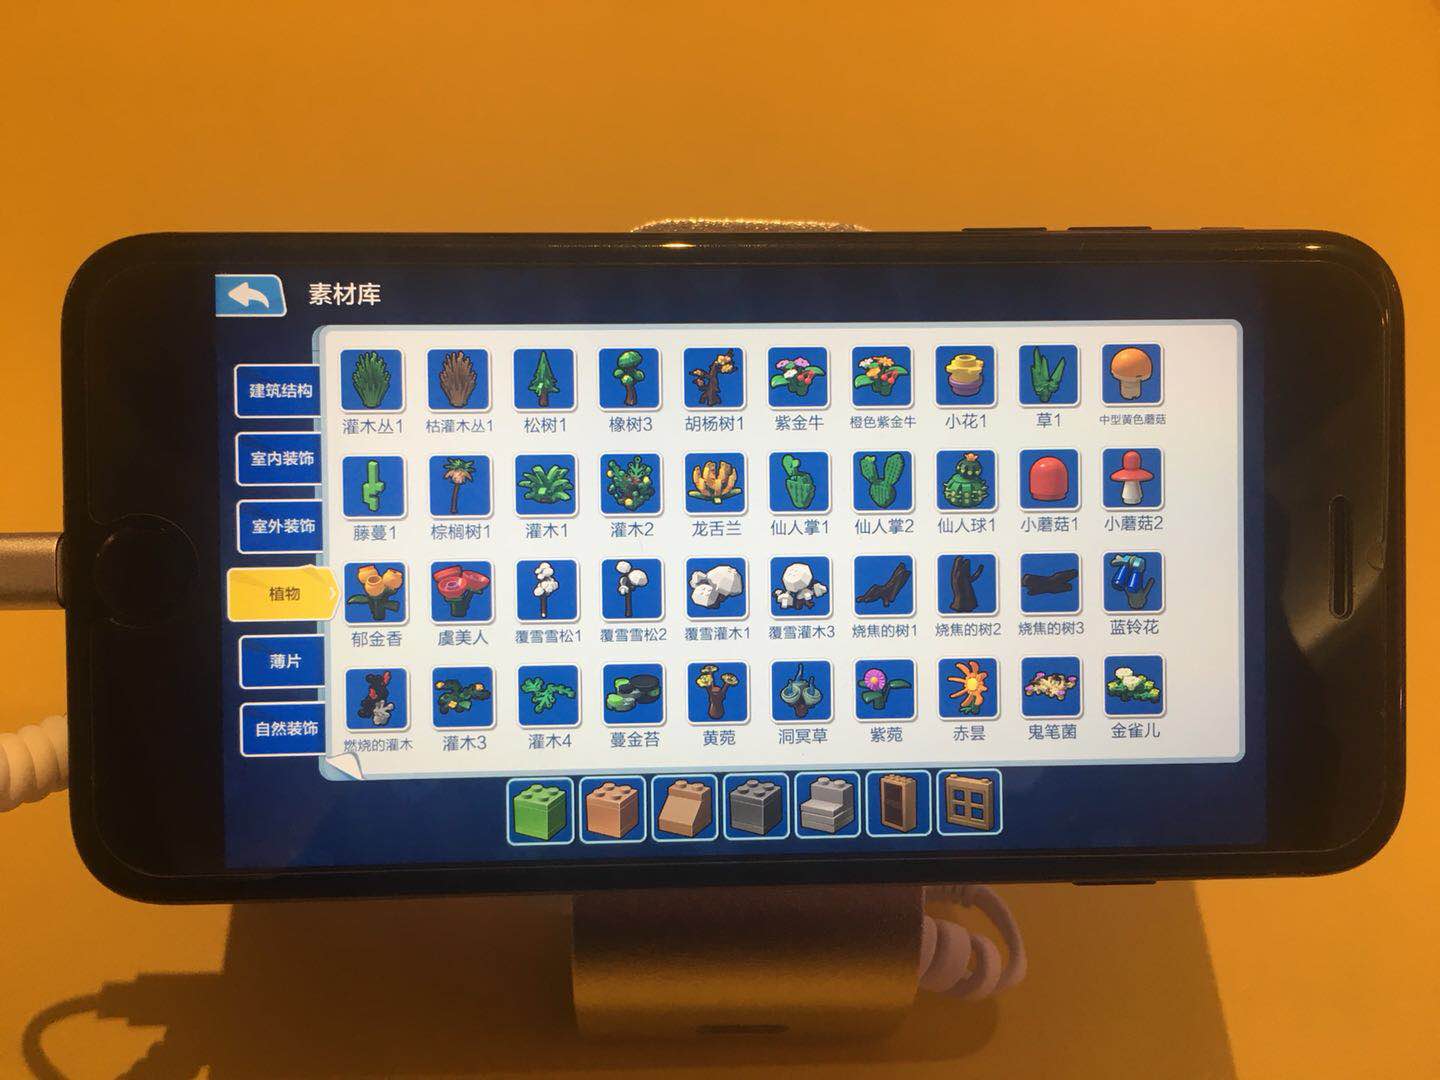 素材库
建筑结构
室内装饰
室外装饰
植物
薄片
自然装饰
灌木丛1 枯灌木丛1 松树1 橡树3 胡杨树1 紫金牛 橙色紫金牛 小花1 草1 中型黄色蘑菇
藤蔓1 棕榈树1 灌木1 灌木2 龙舌兰 仙人掌1 仙人掌2 仙人球1 小蘑菇1 小蘑菇2
郁金香 虞美人 覆雪雪松1 覆雪雪松2 覆雪灌木1 覆雪灌木3 烧焦的树1 烧焦的树2 烧焦的树3 蓝铃花
燃烧的灌木 灌木3 灌木4 蔓金苔 黄菀 洞冥草 紫菀 赤昙 鬼笔菌 金雀儿